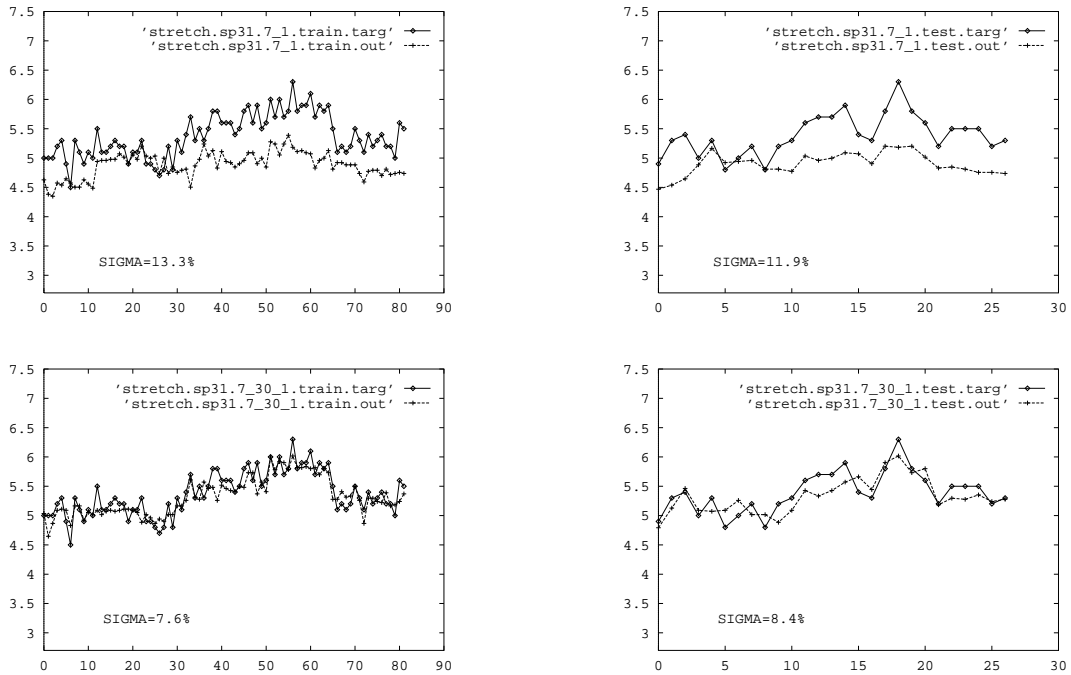 7.5
'stretch.sp31.7_1.train.targ'
'stretch.sp31.7_1.train.out'
7
6.5
6
5.5
5
4.5
4
3.5
3
SIGMA=13.3%
0 10 20 30 40 50 60 70 80 90
7.5
'stretch.sp31.7_1.test.targ'
'stretch.sp31.7_1.test.out'
7
6.5
6
5.5
5
4.5
4
3.5
3
SIGMA=11.9%
0 5 10 15 20 25 30
7.5
'stretch.sp31.7_30_1.train.targ'
'stretch.sp31.7_30_1.train.out'
7
6.5
6
5.5
5
4.5
4
3.5
3
SIGMA=7.6%
0 10 20 30 40 50 60 70 80 90
7.5
'stretch.sp31.7_30_1.test.targ'
'stretch.sp31.7_30_1.test.out'
7
6.5
6
5.5
5
4.5
4
3.5
3
SIGMA=8.4%
0 5 10 15 20 25 30